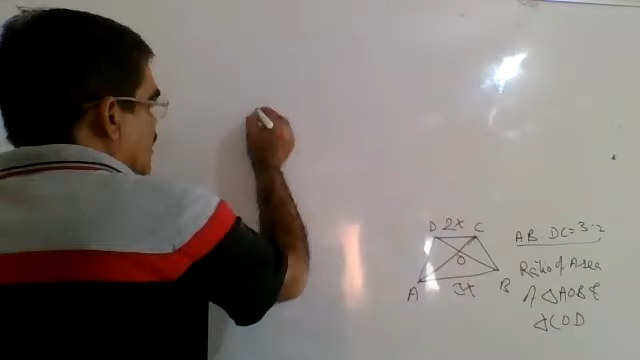 D 2x C
O
A 3x B
AB : DC = 3:2
Ratio of Area
of △AOB &
△COD